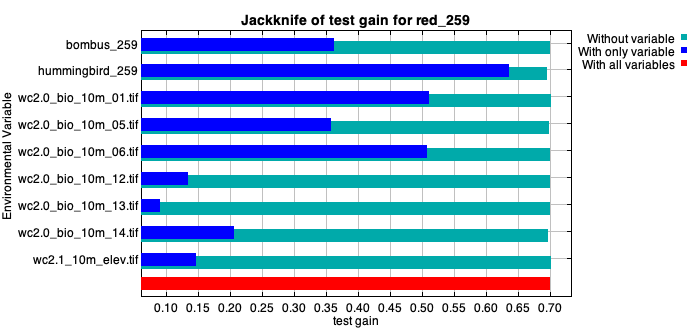 Jackknife of test gain for red_259
Environmental Variable
bombus_259
hummingbird_259
wc2.0_bio_10m_01.tif
wc2.0_bio_10m_05.tif
wc2.0_bio_10m_06.tif
wc2.0_bio_10m_12.tif
wc2.0_bio_10m_13.tif
wc2.0_bio_10m_14.tif
wc2.1_10m_elev.tif
0.10 0.15 0.20 0.25 0.30 0.35 0.40 0.45 0.50 0.55 0.60 0.65 0.70
test gain
Without variable
With only variable
With all variables